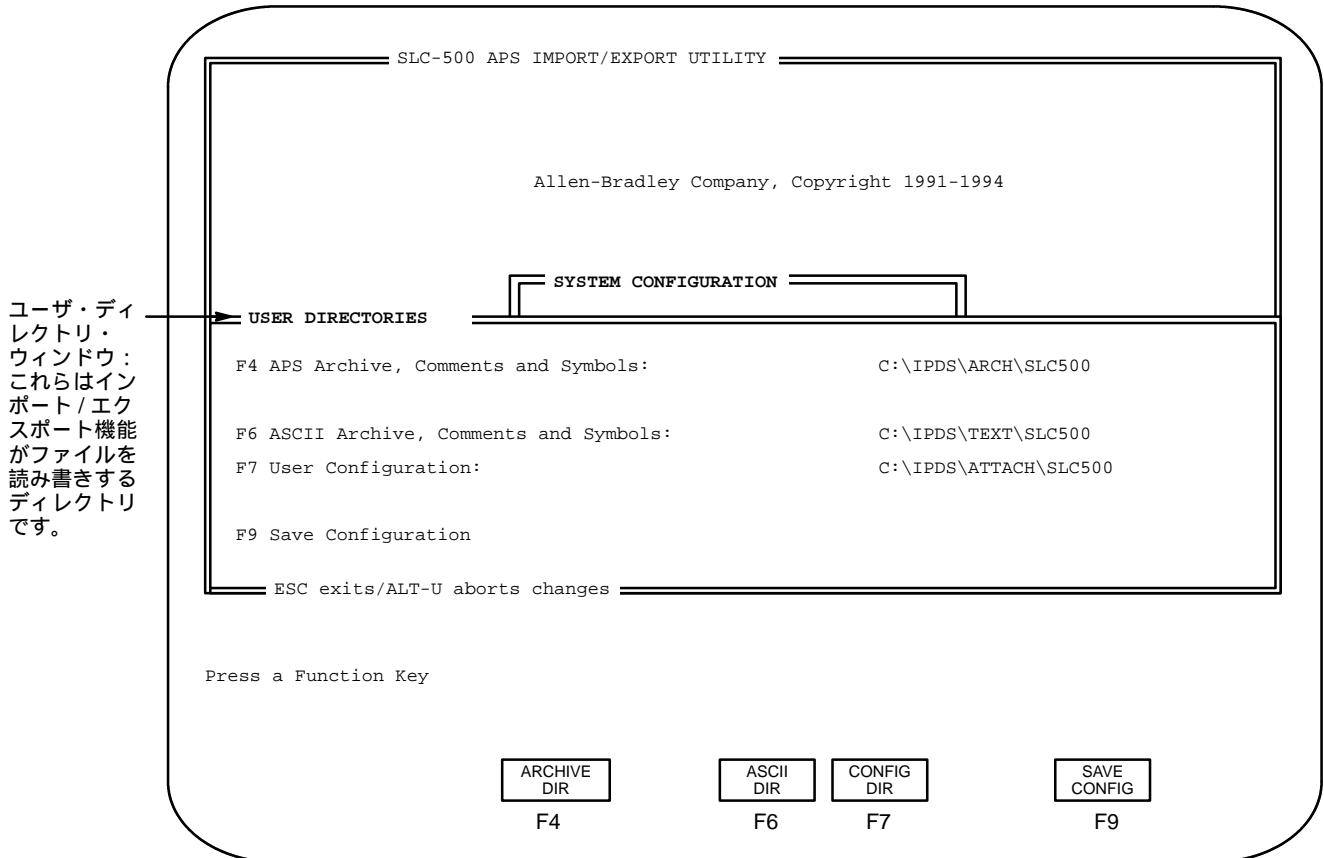 SLC-500 APS IMPORT/EXPORT UTILITY
Allen-Bradley Company, Copyright 1991-1994
SYSTEM CONFIGURATION
ユーザ・ディ
レクトリ・
ウィンドウ：
これらはイン
ポート / エク
スポート機能
がファイルを
読み書きする
ディレクトリ
です。
USER DIRECTORIES
F4 APS Archive, Comments and Symbols: C:\IPDS\ARCH\SLC500
F6 ASCII Archive, Comments and Symbols: C:\IPDS\TEXT\SLC500
F7 User Configuration: C:\IPDS\ATTACH\SLC500
F9 Save Configuration
ESC exits/ALT-U aborts changes
Press a Function Key
ARCHIVE
DIR
F4
ASCII
DIR
F6
CONFIG
DIR
F7
SAVE
CONFIG
F9